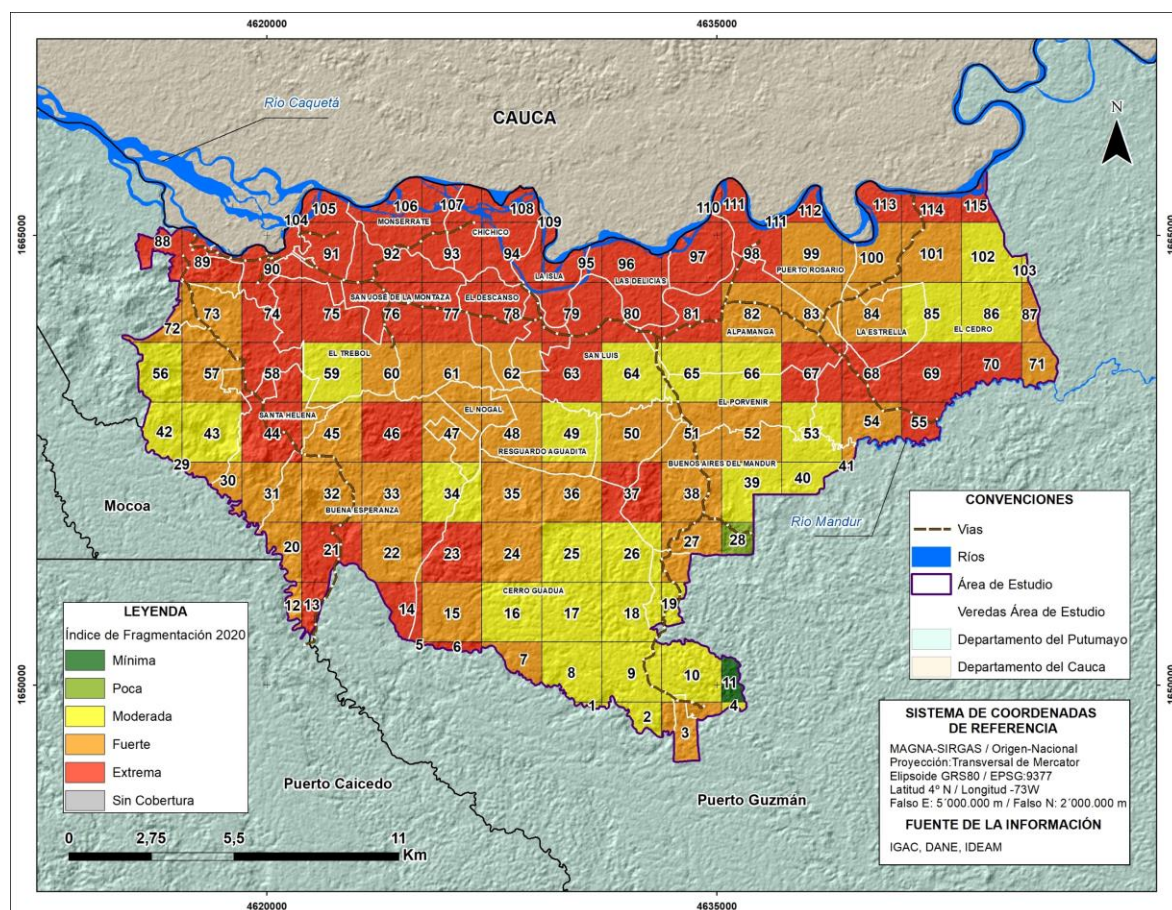 4620000
4635000
Río Caquetá
CAUCA
N
1665000
1665000
104 105 106 107 108 109 110 111 111 112 113 114 115
MONSERRATE
CHICHICO
88 89 90 91 92 93 94 95 96 97 98 99 100 101 102 103
LA ISLA
LAS DELICIAS
PUERTO ROSARIO
SAN JOSE DE LA MONTAZA
EL DESCANSO
72 73 74 75 76 77 78 79 80 81 82 83 84 85 86 87
ALPAMANGA
LA ESTRELLA
EL CEDRO
EL TREBOL
SAN LUIS
56 57 58 59 60 61 62 63 64 65 66 67 68 69 70 71
SANTA HELENA
EL NOGAL
EL PORVENIR
42 43 44 45 46 47 48 49 50 51 52 53 54 55
RESGUARDO AGUADITA
BUENOS AIRES DEL MANDUR
29 30 31 32 33 34 35 36 37 38 39 40 41
BUENA ESPERANZA
Mocoa
Río Mandur
20 21 22 23 24 25 26 27 28
CERRO GUADUA
12 13 14 15 16 17 18 19
5 6 7 8 9 10 11
1 2 3 4
1650000
1650000
Puerto Caicedo
Puerto Guzmán
LEYENDA
Índice de Fragmentación 2020
Mínima
Poca
Moderada
Fuerte
Extrema
Sin Cobertura
0 2,75 5,5 11
Km
CONVENCIONES
Vias
Ríos
Área de Estudio
Veredas Área de Estudio
Departamento del Putumayo
Departamento del Cauca
SISTEMA DE COORDENADAS
DE REFERENCIA
MAGNA-SIRGAS / Origen-Nacional
Proyección:Transversal de Mercator
Elipsoide GRS80 / EPSG:9377
Latitud 4º N / Longitud -73W
Falso E: 5´000.000 m / Falso N: 2´000.000 m
FUENTE DE LA INFORMACIÓN
IGAC, DANE, IDEAM
4620000
4635000